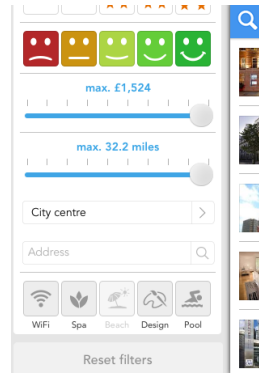 max. £1,524
max. 32.2 miles
City centre
Address
WiFi Spa Beach Design Pool
Reset filters